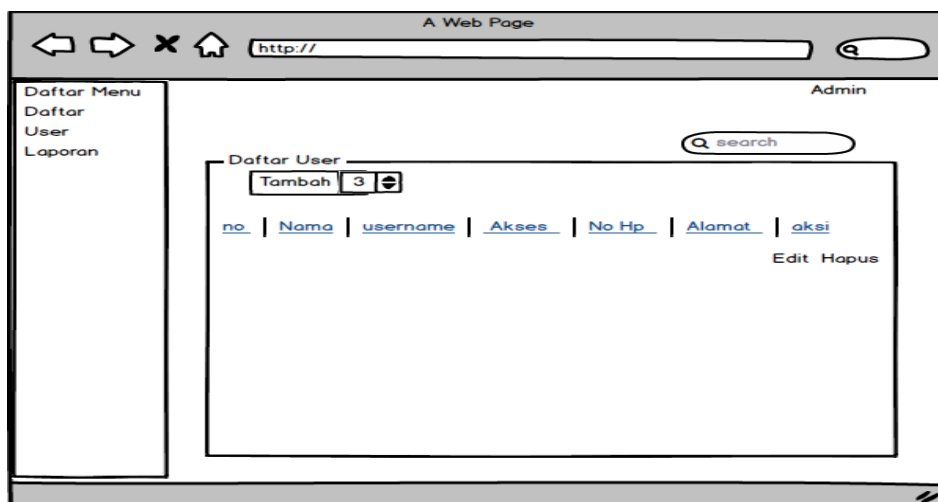 A Web Page
http://
Daftar Menu
Daftar
User
Laporan
Admin
search
Daftar User
Tambah 3
no | Nama | username | Akses | No Hp | Alamat | aksi
Edit Hapus